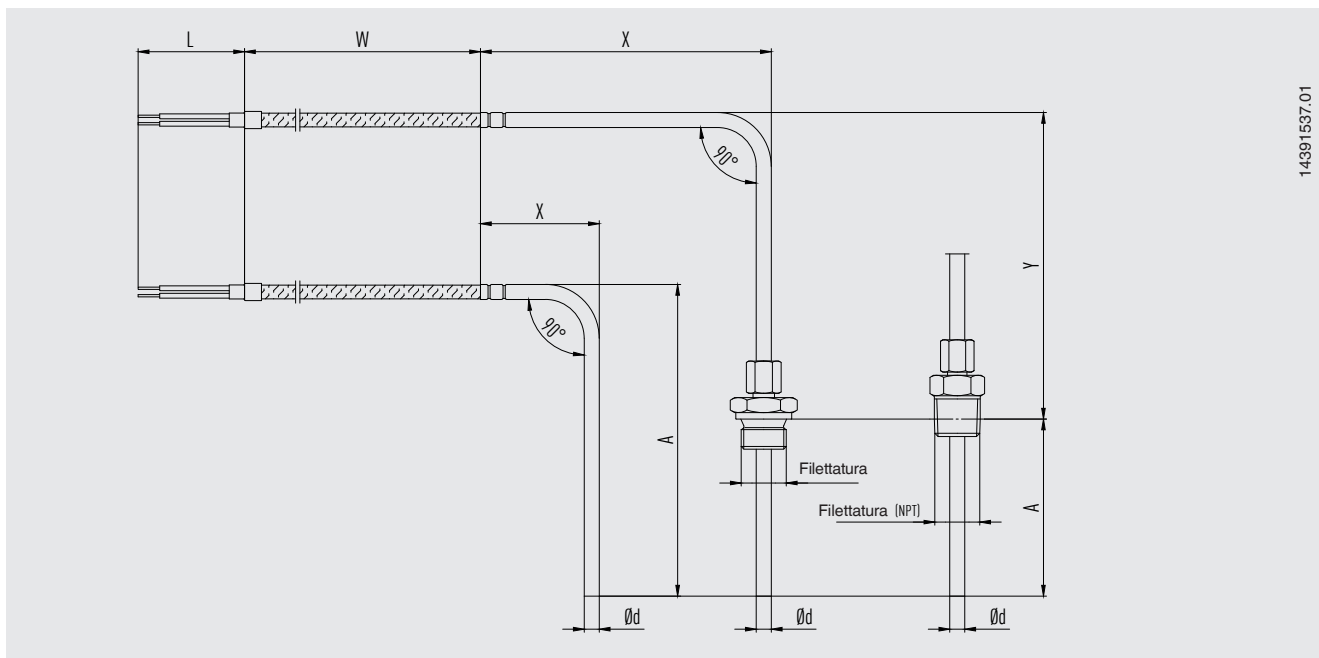 L
W
X
14391537.01
90°
X
Y
90°
A
Filettatura
Filettatura (NPT)
A
Ød
Ød
Ød